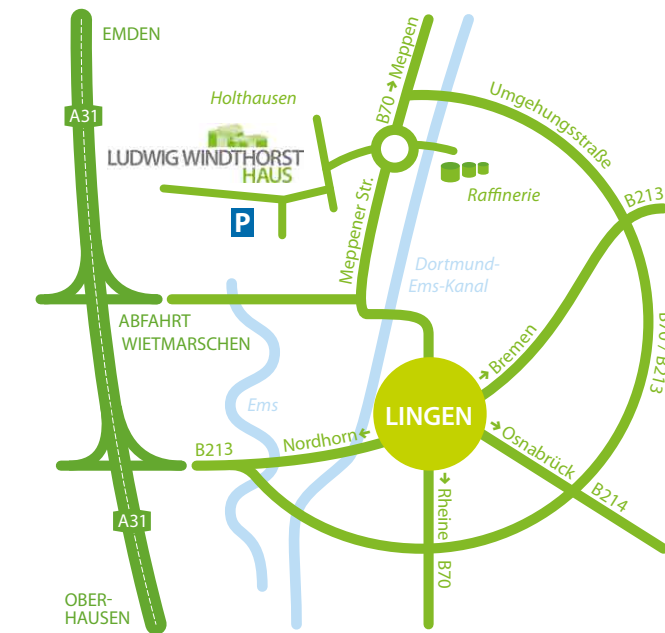 EMDEN
A31
Holthausen
LUDWIG WINDTHORST
HAUS
P
B70 → Meppen
Umgehungsstraße
Raffinerie
B213
Meppener Str.
Dortmund-
Ems-Kanal
ABFAHRT
WIETMARSCHEN
B70 / B213
→ Bremen
Ems
LINGEN
B213
Nordhorn ←
→ Osnabrück
B214
→ Rheine
B70
A31
OBER-
HAUSEN